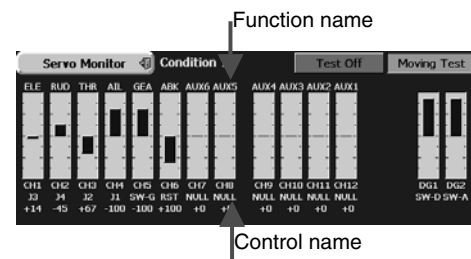 Function name
Servo Monitor Condition Test Off Moving Test
ELE RUD THR AIL GEA ABK AUX6 AUX5 AUX4 AUX3 AUX2 AUX1
CH1 CH2 CH3 CH4 CH5 CH6 CH7 CH8 CH9 CH10 CH11 CH12 DG1 DG2
J3 J4 J2 J1 SW-G RST NULL NULL NULL NULL NULL NULL SW-D SW-A
+14 -45 +67 -100 -100 +100 +0 +0 +0 +0 +0
Control name